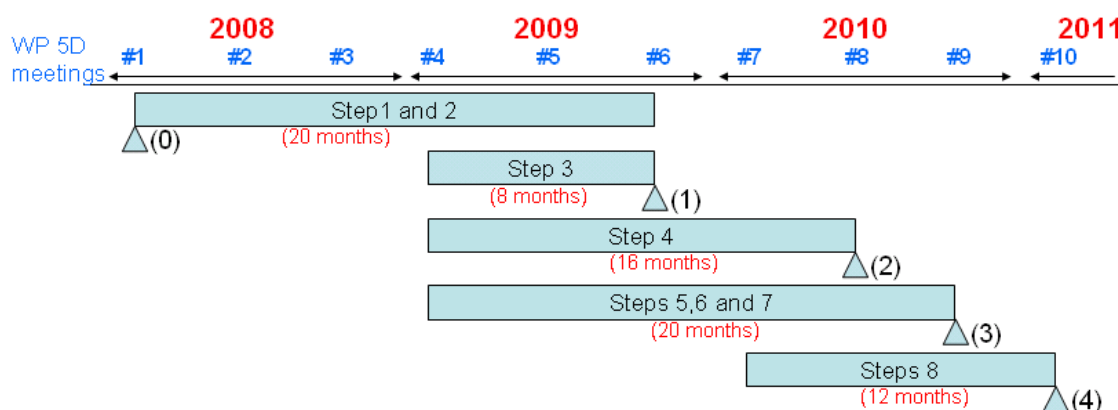 2008 2009 2010 2011
WP 5D meetings #1 #2 #3 #4 #5 #6 #7 #8 #9 #10
Step1 and 2
(0) (20 months)
Step 3
(8 months) (1)
Step 4
(16 months) (2)
Steps 5,6 and 7
(20 months) (3)
Steps 8
(12 months) (4)